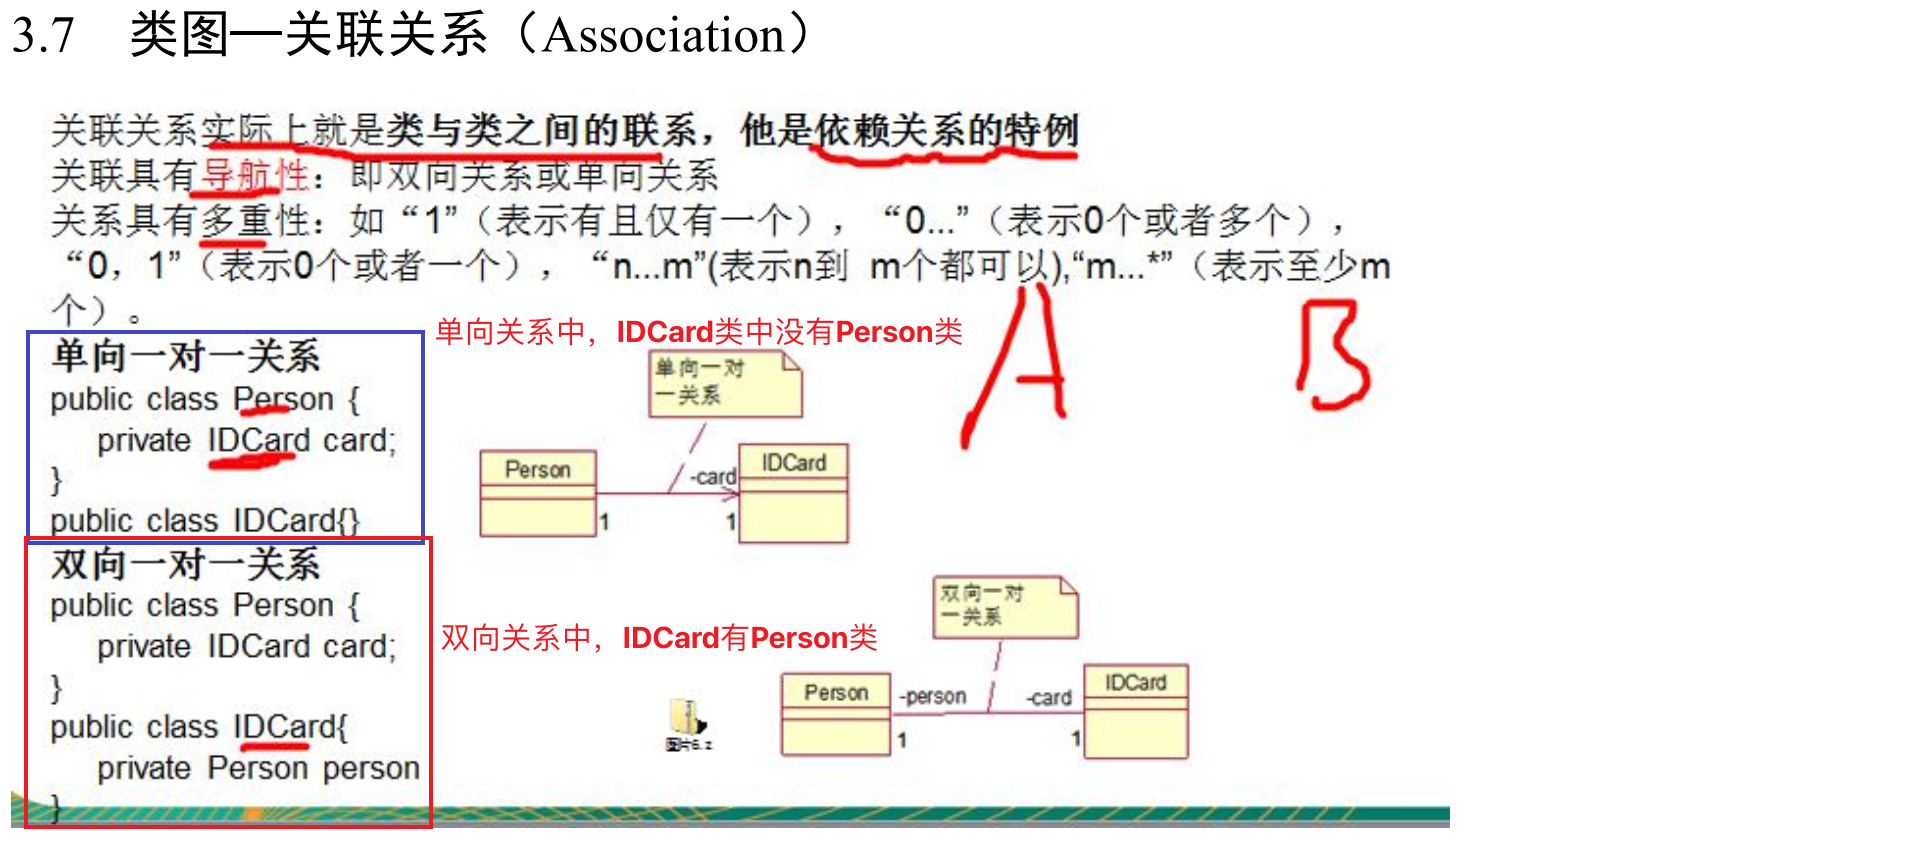 3.7 类图—关联关系（Association）
关联关系实际上就是类与类之间的联系，他是依赖关系的特例
关联具有导航性：即双向关系或单向关系
关系具有多重性：如“1”（表示有且仅有一个），“0...”（表示0个或者多个），
“0，1”（表示0个或者一个），“n...m”(表示n到 m个都可以),“m...*”（表示至少m
个）。
A
B
单向关系中，IDCard类中没有Person类
单向一对一关系
public class Person {
private IDCard card;
}
public class IDCard{}
单向一对
一关系
Person
-card
IDCard
1
1
双向一对一关系
public class Person {
private IDCard card;
}
public class IDCard{
private Person person
}
双向关系中，IDCard有Person类
双向一对
一关系
Person
-person
-card
IDCard
1
1
图片6.z